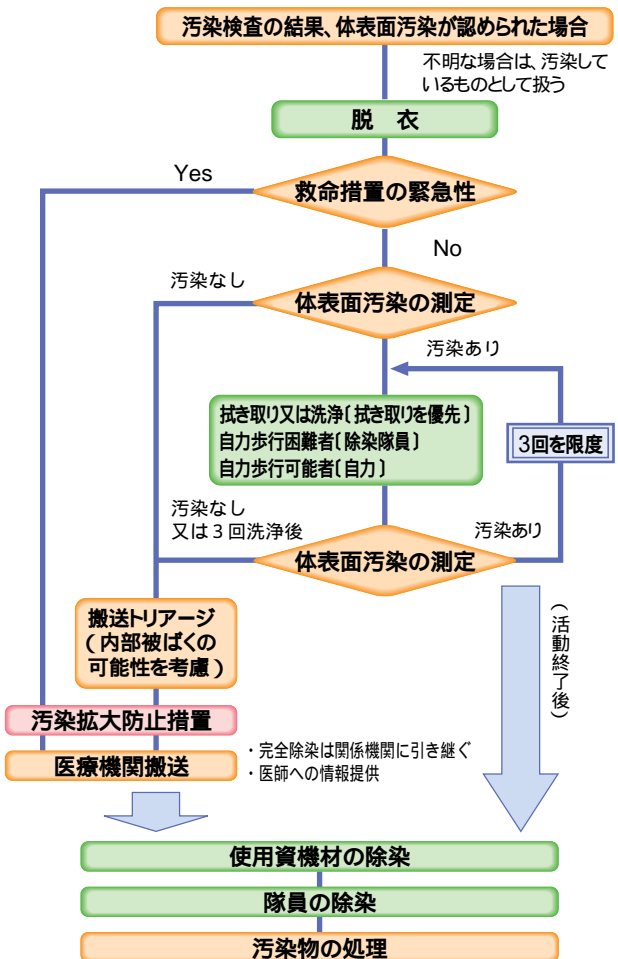 汚染検査の結果、体表面汚染が認められた場合
不明な場合は、汚染して
いるものとして扱う
脱　衣
Yes
救命措置の緊急性
No
汚染なし
体表面汚染の測定
汚染あり
拭き取り又は洗浄〔拭き取りを優先〕
自力歩行困難者〔除染隊員〕
自力歩行可能者〔自力〕
3回を限度
汚染なし
又は３回洗浄後
汚染あり
体表面汚染の測定
搬送トリアージ
（内部被ばくの
可能性を考慮）
（活動終了後）
汚染拡大防止措置
医療機関搬送
・完全除染は関係機関に引き継ぐ
・医師への情報提供
使用資機材の除染
隊員の除染
汚染物の処理